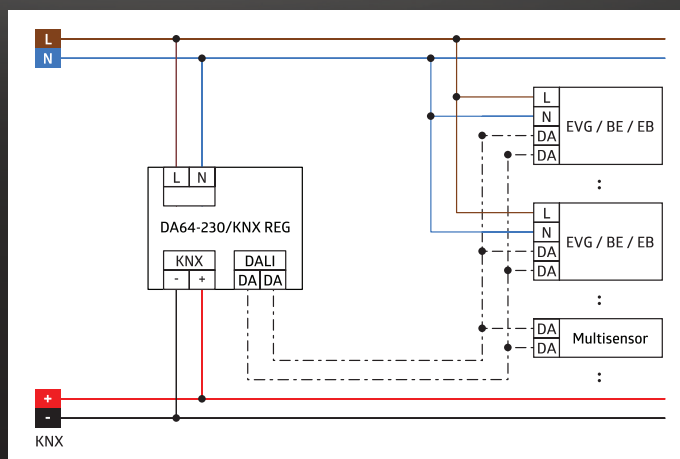 L
N
L
N
DA
DA
EVG / BE / EB
:
L N
DA64-230/KNX REG
KNX DALI
- + DA DA
L
N
DA
DA
EVG / BE / EB
:
DA
DA
Multisensor
:
+
-
KNX